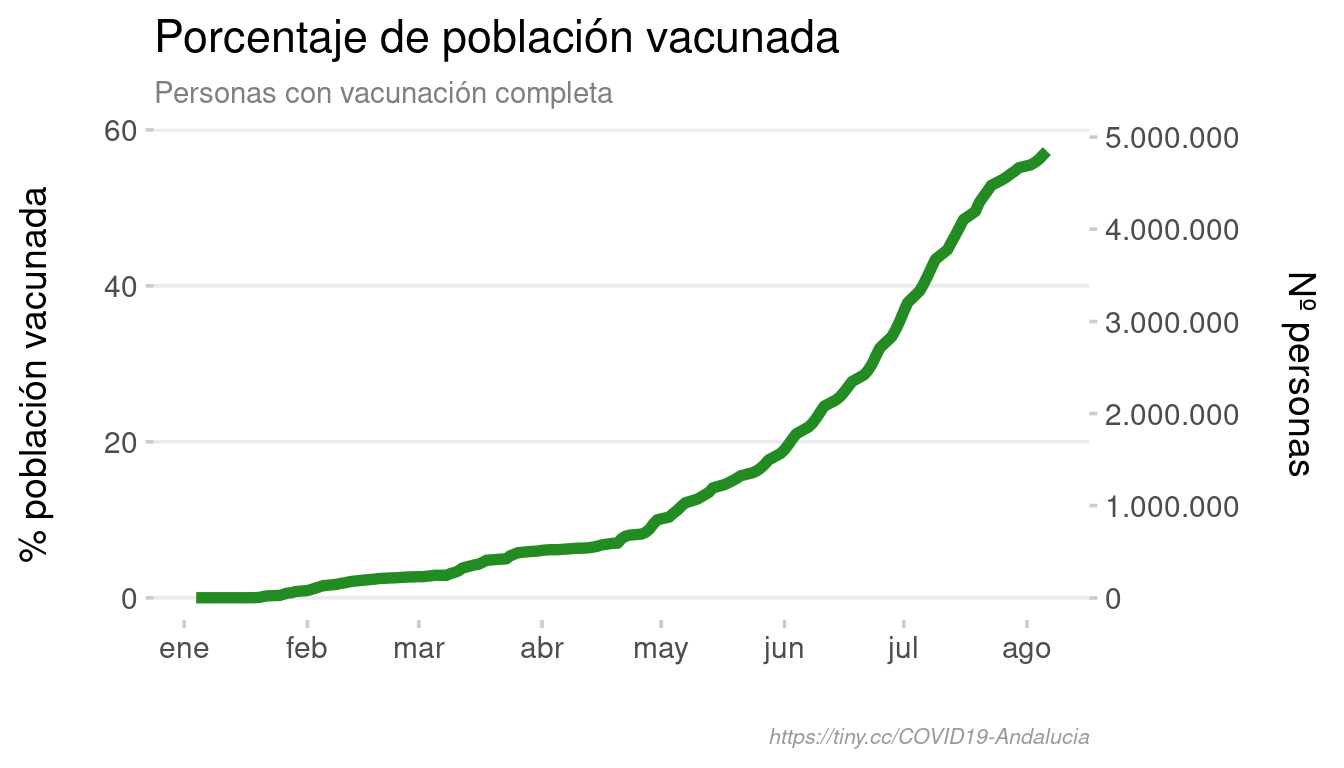 Porcentaje de población vacunada
Personas con vacunación completa
% población vacunada
60
40
20
0
5.000.000
4.000.000
3.000.000
2.000.000
1.000.000
0
Nº personas
ene feb mar abr may jun jul ago
https://tiny.cc/COVID19-Andalucia